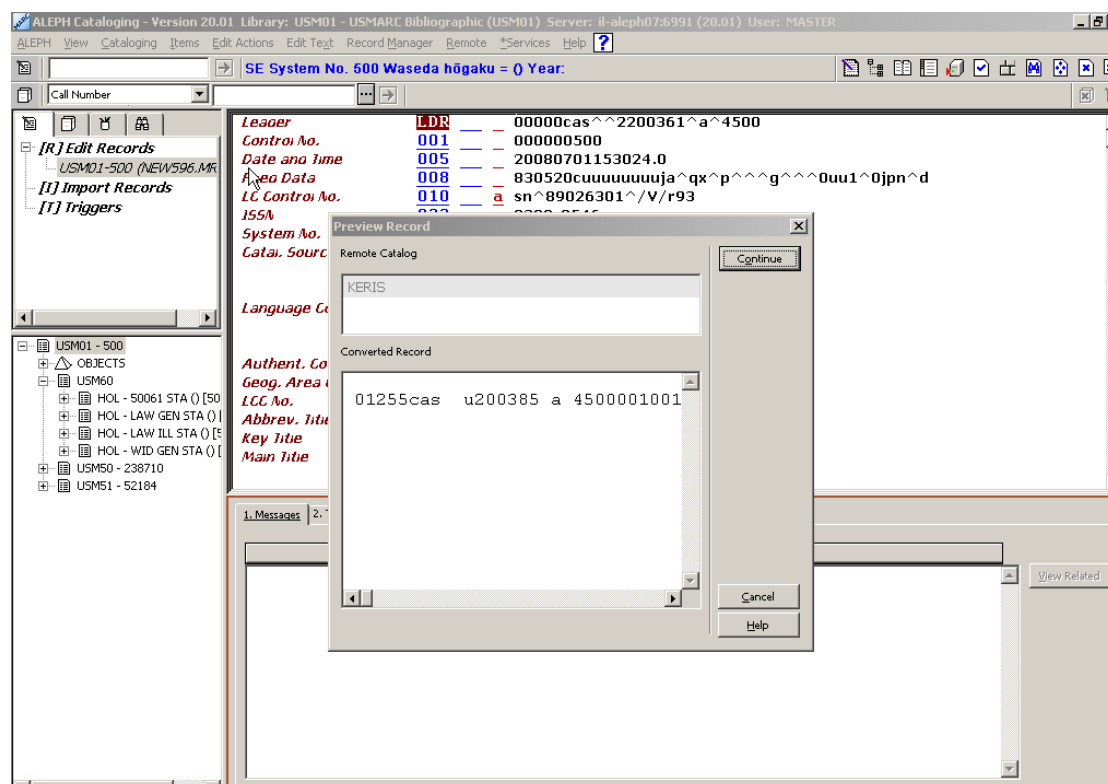 ALEPH Cataloging - Version 20.01 Library: USM01 - USMARC Bibliographic (USM01) Server: il-aleph07:6991 (20.01) User: MASTER
ALEPH View Cataloging Items Edit Actions Edit Text Record Manager Remote *Services Help ?
SE System No. 500 Waseda hōgaku = () Year:
Call Number
[R] Edit Records
USM01-500 (NEW596.MR
[I] Import Records
[T] Triggers
USM01 - 500
OBJECTS
USM60
HOL - 50061 STA () [50
HOL - LAW GEN STA () [
HOL - LAW ILL STA () [5
HOL - WID GEN STA () [
USM50 - 238710
USM51 - 52184
Leader LDR 00000cas^^2200361^a^4500
Control No. 001 000000500
Date and Time 005 20080701153024.0
Data 008 830520cuuuuuuuuja^qx^p^^^g^^^0uu1^0jpn^d
LC Control No. 010 a sn^89026301^/V/r93
ISSN
System No.
Catal. Sourc
Language Co
Authent. Co
Geog. Area
LCC No.
Abbrev. Title
Key Title
Main Title
Preview Record
Remote Catalog
KERIS
Converted Record
01255cas u200385 a 4500001001
Continue
Cancel
Help
1. Messages 2.
View Related